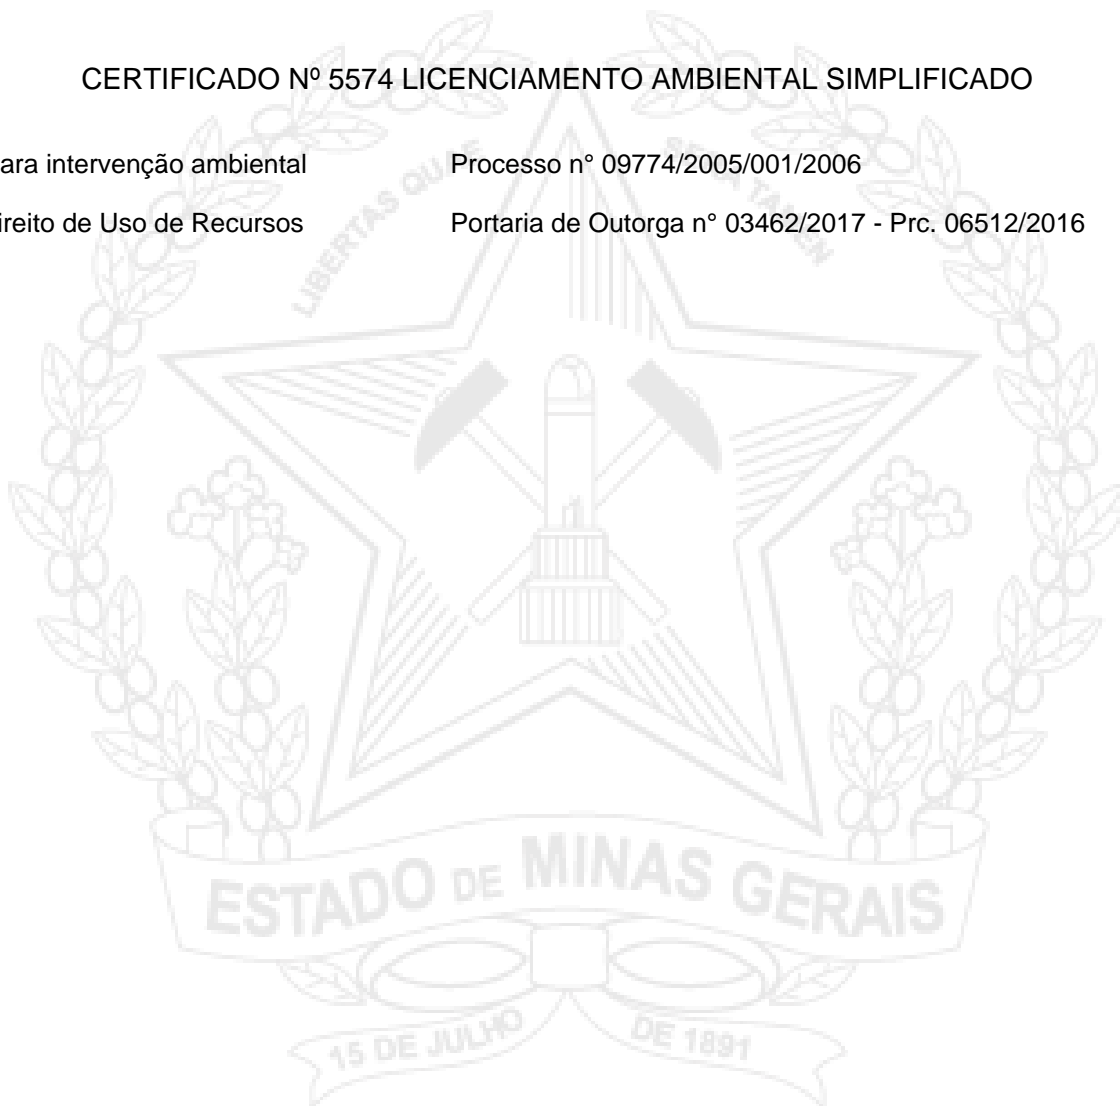 CERTIFICADO Nº 5574 LICENCIAMENTO AMBIENTAL SIMPLIFICADO
ara intervenção ambiental Processo n° 09774/2005/001/2006
ireito de Uso de Recursos Portaria de Outorga n° 03462/2017 - Prc. 06512/2016
LIBERTAS QUÆ SERA TAMEN
ESTADO DE MINAS GERAIS
15 DE JULHO DE 1891